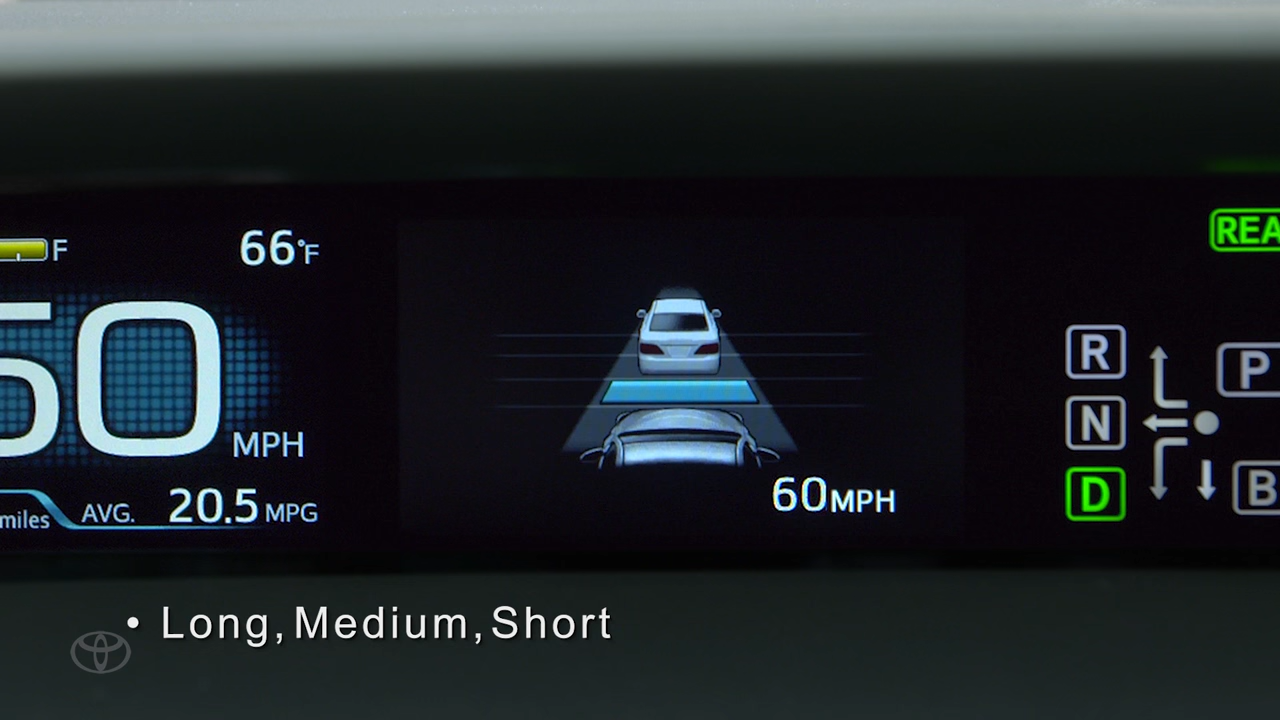 F
66°F
50
MPH
miles
AVG. 20.5 MPG
60MPH
REA
R
N
D
P
B
• Long, Medium, Short